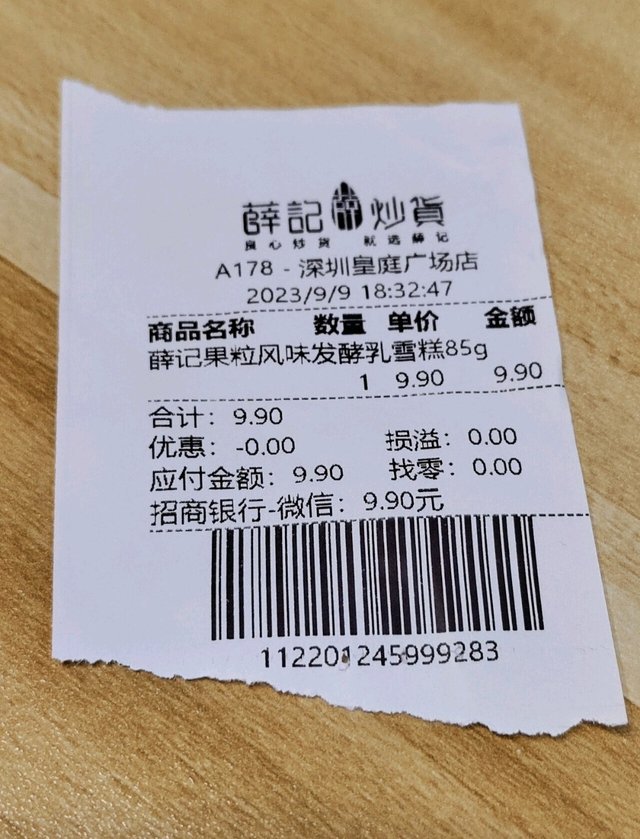 薛記炒貨
良心炒货 就选薛记
A178 - 深圳皇庭广场店
2023/9/9 18:32:47
商品名称 数量 单价 金额
薛记果粒风味发酵乳雪糕85g
1 9.90 9.90
合计：9.90
优惠：-0.00 损溢：0.00
应付金额：9.90 找零：0.00
招商银行-微信：9.90元
112201245999283